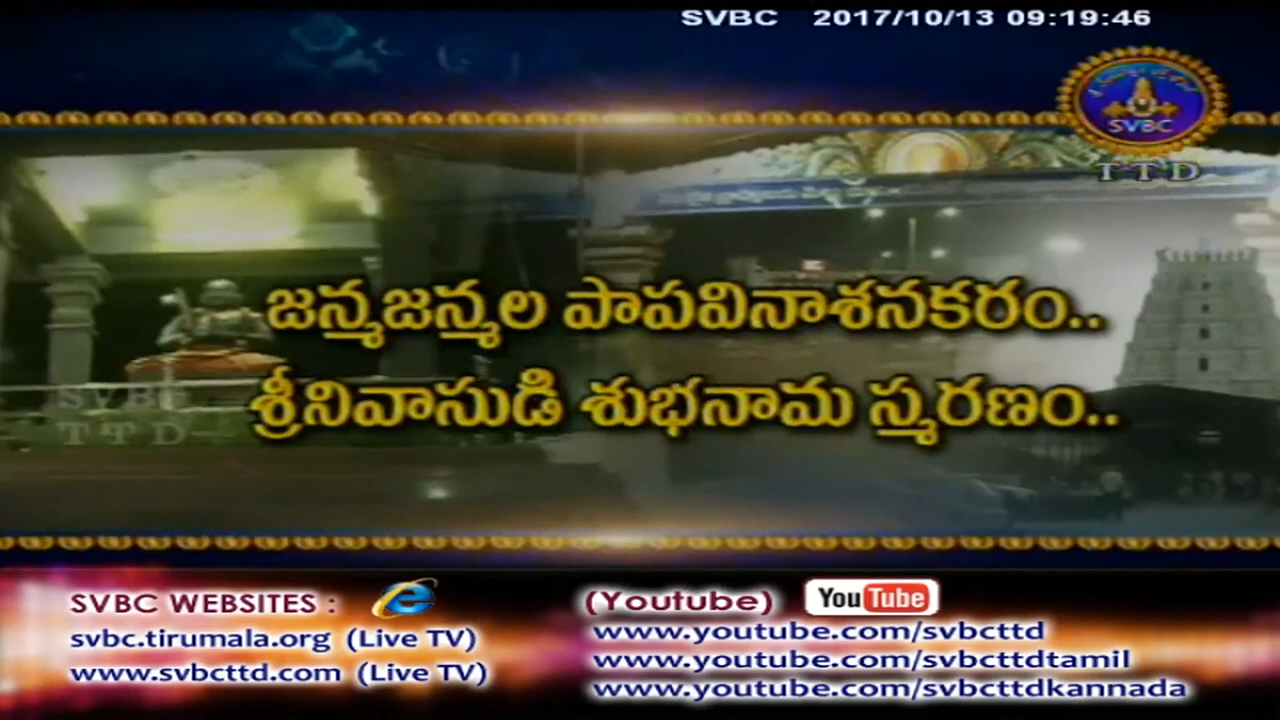 SVBC 2017/10/13 09:19:46
SVBC
TTD
జన్మజన్మల పాపవినాశనకరం..
శ్రీనివాసుడి శుభనామ స్మరణం..
SVBC
TTD
SVBC WEBSITES :
svbc.tirumala.org (Live TV)
www.svbcttd.com (Live TV)
(Youtube) YouTube
www.youtube.com/svbcttd
www.youtube.com/svbcttdtamil
www.youtube.com/svbcttdkannada